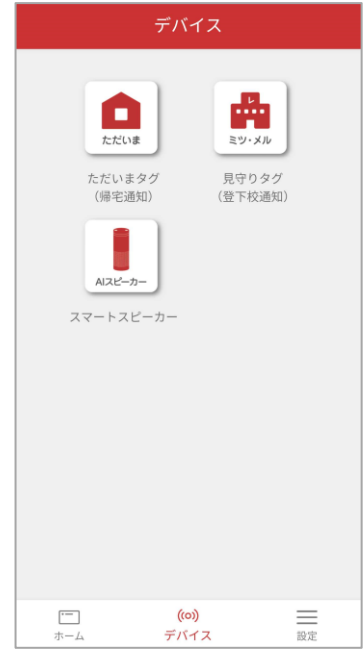 デバイス
ただいま
ミツ・メル
ただいまタグ
（帰宅通知）
見守りタグ
（登下校通知）
AIスピーカー
スマートスピーカー
ホーム
デバイス
設定